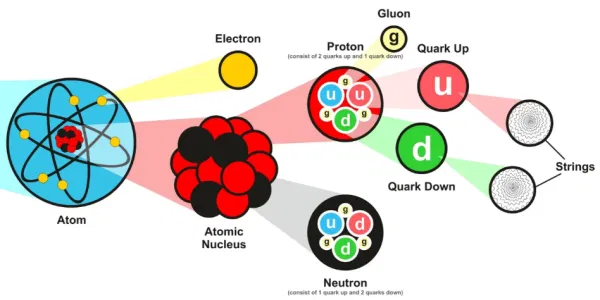 Gluon
g
Electron
Proton
(consist of 2 quarks up and 1 quark down)
Quark Up
g
u u
g d g
u
d
Strings
Quark Down
Atom
Atomic
Nucleus
g
u d
g d g
Neutron
(consist of 1 quark up and 2 quarks down)